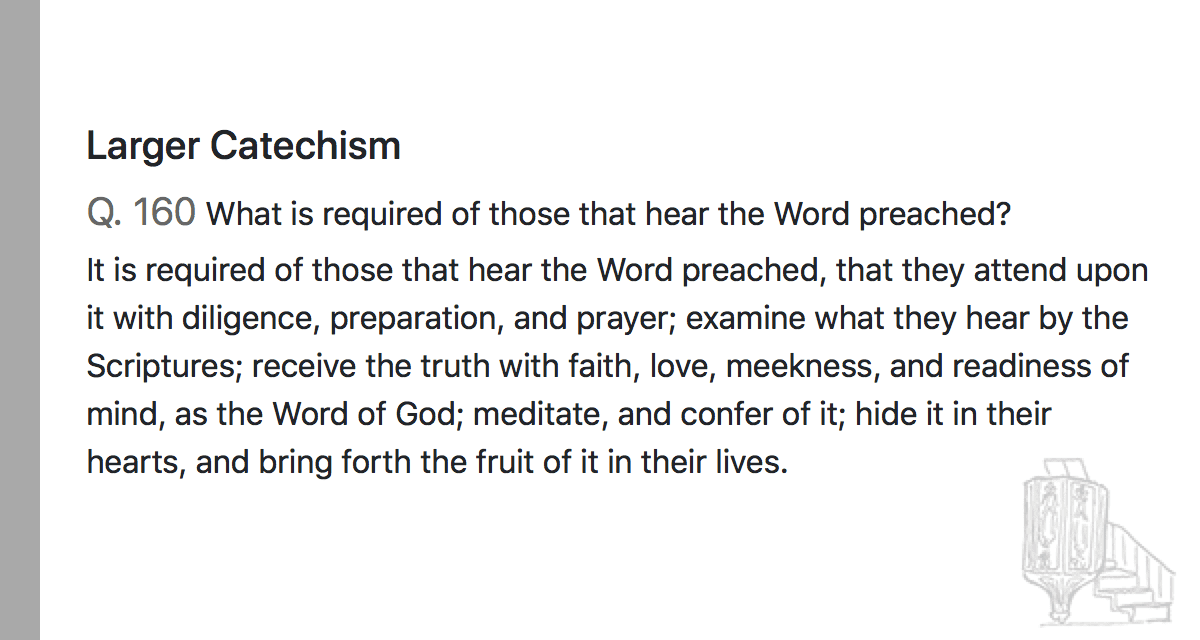 Larger Catechism
Q. 160 What is required of those that hear the Word preached?
It is required of those that hear the Word preached, that they attend upon
it with diligence, preparation, and prayer; examine what they hear by the
Scriptures; receive the truth with faith, love, meekness, and readiness of
mind, as the Word of God; meditate, and confer of it; hide it in their
hearts, and bring forth the fruit of it in their lives.